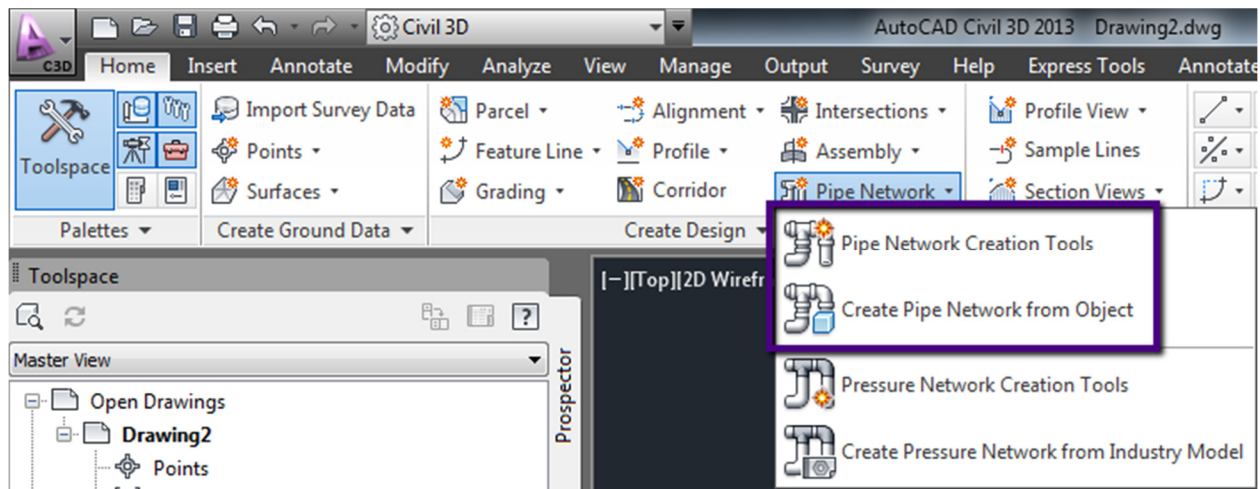 Civil 3D AutoCAD Civil 3D 2013 Drawing2.dwg
C3D Home Insert Annotate Modify Analyze View Manage Output Survey Help Express Tools Annotate
Toolspace
Import Survey Data
Points
Surfaces
Parcel
Feature Line
Grading
Alignment
Profile
Corridor
Intersections
Assembly
Pipe Network
Profile View
Sample Lines
Section Views
Palettes Create Ground Data Create Design
Pipe Network Creation Tools
Create Pipe Network from Object
Pressure Network Creation Tools
Create Pressure Network from Industry Model
Toolspace
[−][Top][2D Wirefr
Master View
Prospector
Open Drawings
Drawing2
Points